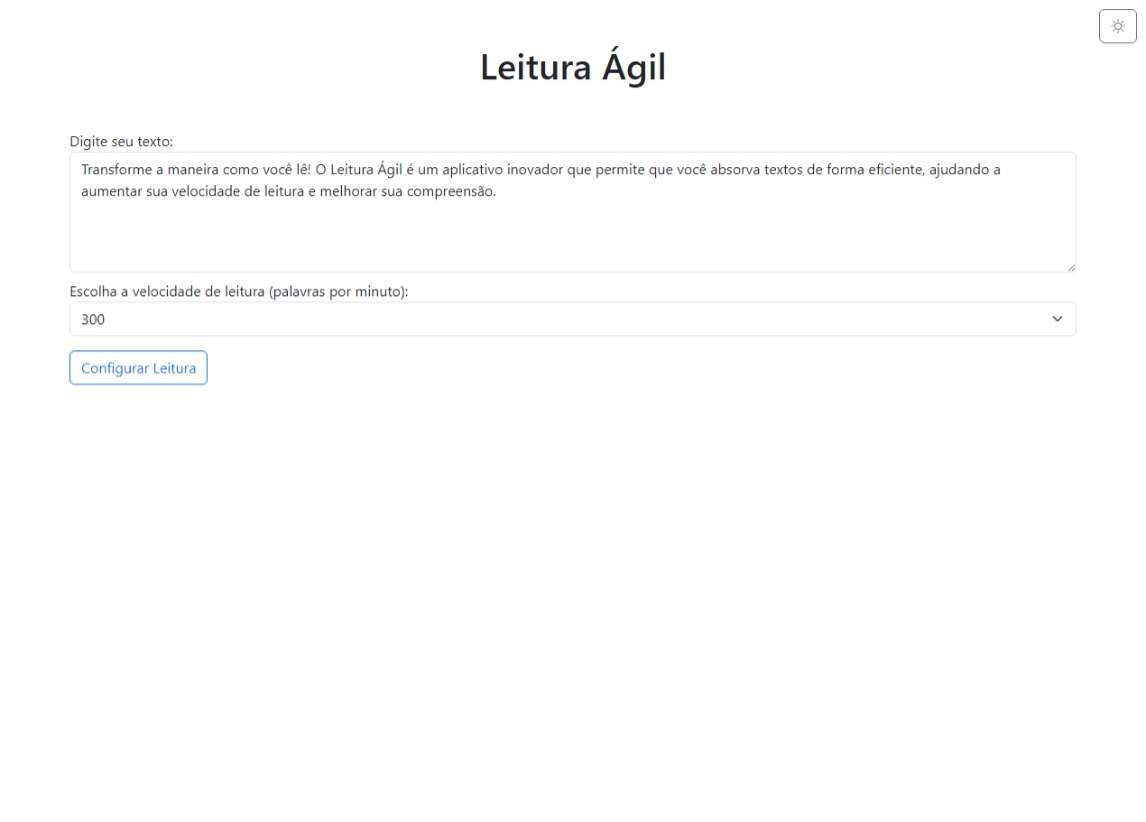 Leitura Ágil
Digite seu texto:
Transforme a maneira como você lê! O Leitura Ágil é um aplicativo inovador que permite que você absorva textos de forma eficiente, ajudando a
aumentar sua velocidade de leitura e melhorar sua compreensão.
Escolha a velocidade de leitura (palavras por minuto):
300
Configurar Leitura